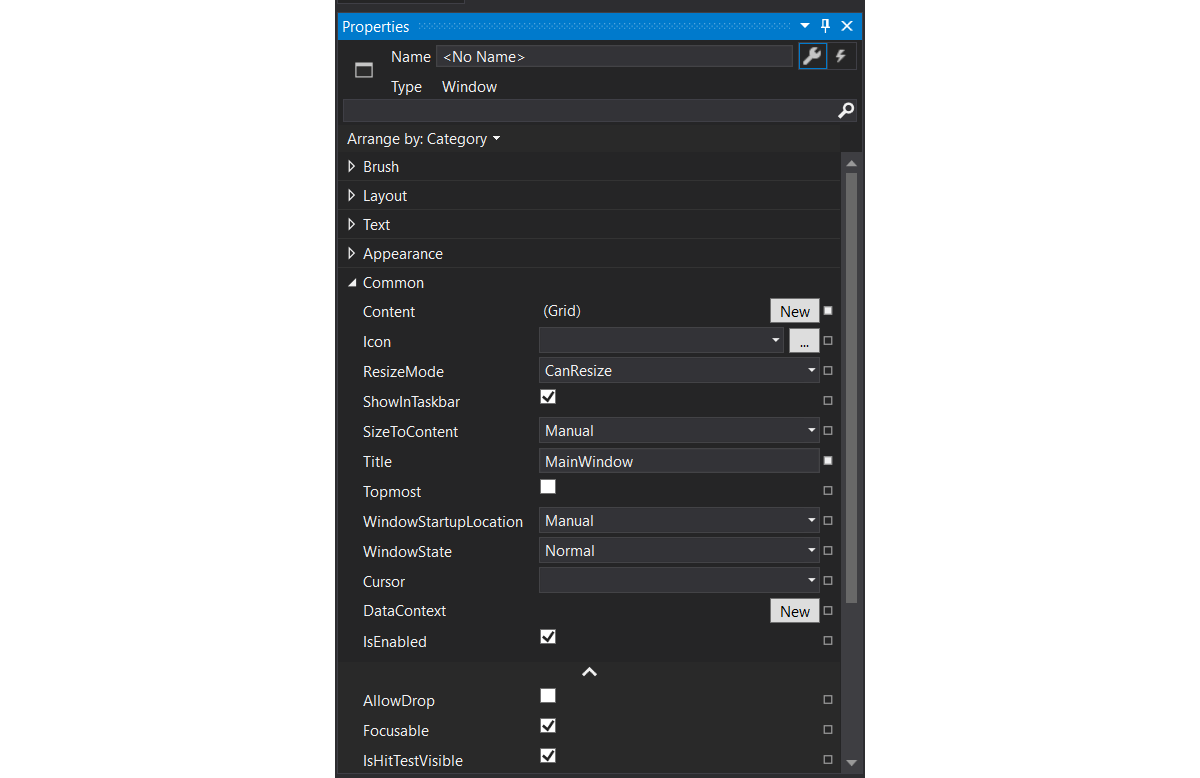 Properties
Name <No Name>
Type Window
Arrange by: Category
Brush
Layout
Text
Appearance
Common
Content (Grid) New
Icon ...
ResizeMode CanResize
ShowInTaskbar
SizeToContent Manual
Title MainWindow
Topmost
WindowStartupLocation Manual
WindowState Normal
Cursor
DataContext New
IsEnabled
AllowDrop
Focusable
IsHitTestVisible